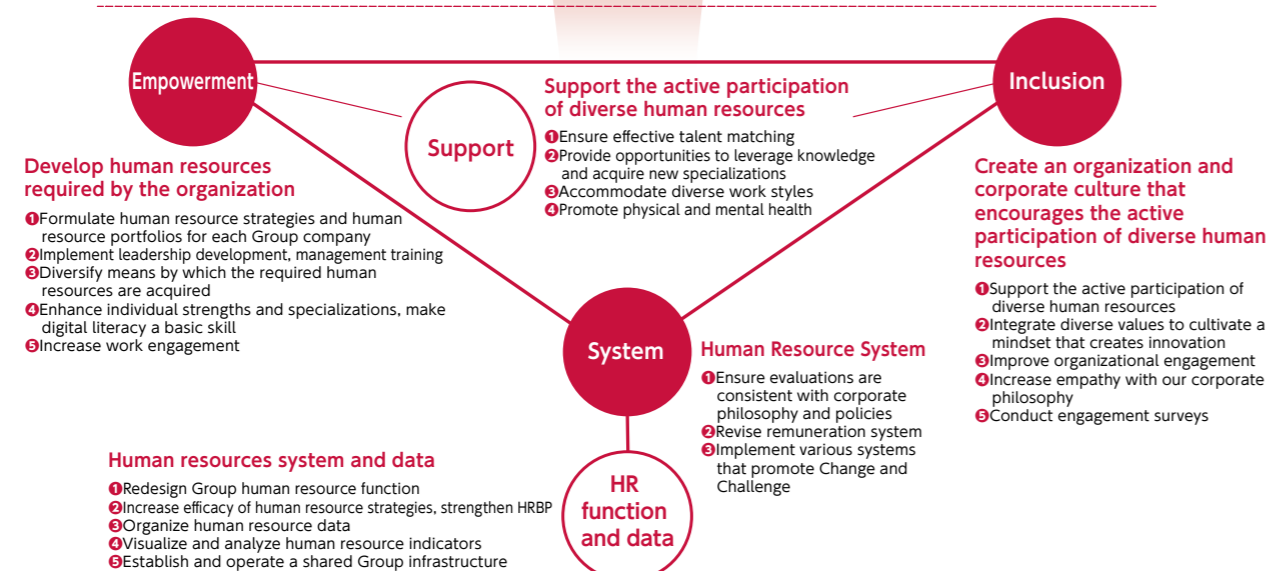 Empowerment
Develop human resources
required by the organization
❶Formulate human resource strategies and human
resource portfolios for each Group company
❷Implement leadership development, management training
❸Diversify means by which the required human
resources are acquired
❹Enhance individual strengths and specializations, make
digital literacy a basic skill
❺Increase work engagement
Support
Support the active participation
of diverse human resources
❶Ensure effective talent matching
❷Provide opportunities to leverage knowledge
and acquire new specializations
❸Accommodate diverse work styles
❹Promote physical and mental health
Inclusion
Create an organization and
corporate culture that
encourages the active
participation of diverse human
resources
❶Support the active participation of
diverse human resources
❷Integrate diverse values to cultivate a
mindset that creates innovation
❸Improve organizational engagement
❹Increase empathy with our corporate
philosophy
❺Conduct engagement surveys
System
Human Resource System
❶Ensure evaluations are
consistent with corporate
philosophy and policies
❷Revise remuneration system
❸Implement various systems
that promote Change and
Challenge
Human resources system and data
❶Redesign Group human resource function
❷Increase efficacy of human resource strategies, strengthen HRBP
❸Organize human resource data
❹Visualize and analyze human resource indicators
❺Establish and operate a shared Group infrastructure
HR
function
and data